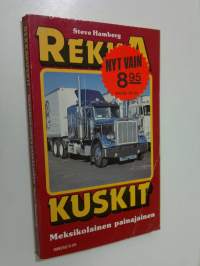 Steve Hamberg
REKKA
NYT VAIN
8 95
KUSKIT
Meksikolainen painajainen